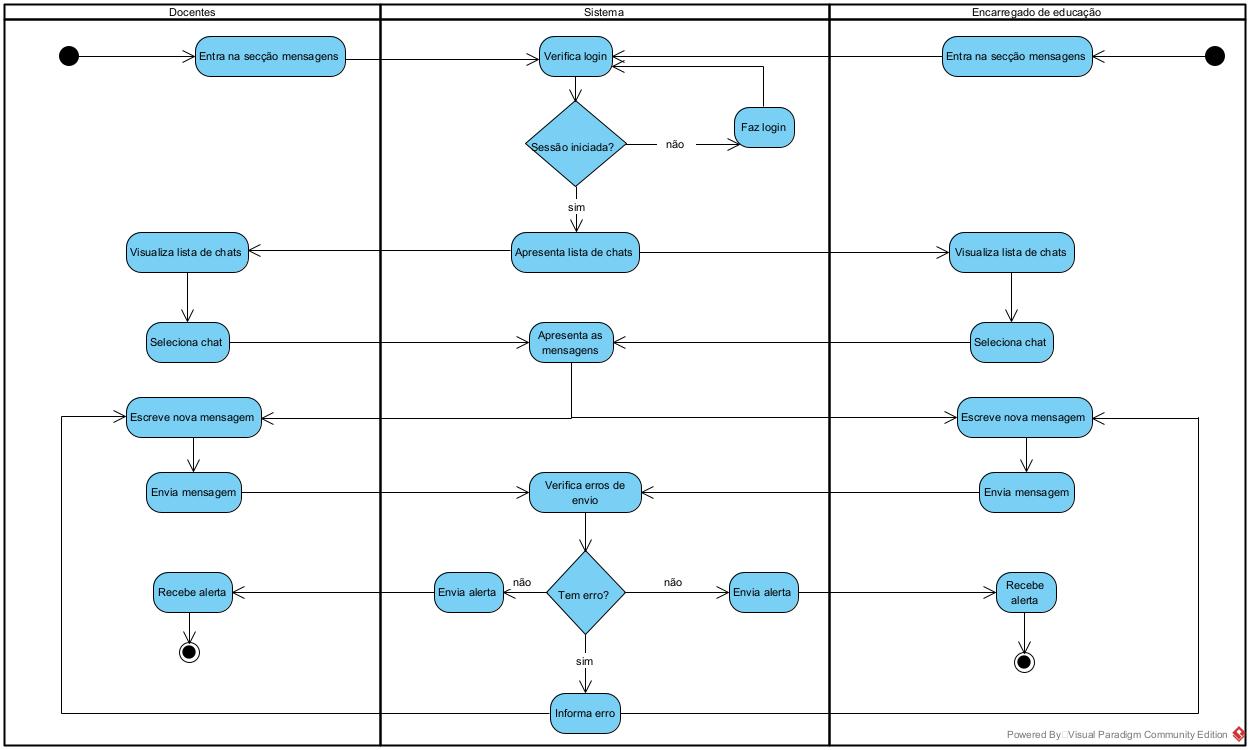 Docentes
Sistema
Encarregado de educação
Entra na secção mensagens
Verifica login
Entra na secção mensagens
Faz login
Sessão iniciada?
não
sim
Visualiza lista de chats
Apresenta lista de chats
Visualiza lista de chats
Seleciona chat
Apresenta as
mensagens
Seleciona chat
Escreve nova mensagem
Escreve nova mensagem
Envia mensagem
Verifica erros de
envio
Envia mensagem
não
não
Recebe alerta
Envia alerta
Tem erro?
Envia alerta
Recebe
alerta
sim
Informa erro
Powered By Visual Paradigm Community Edition